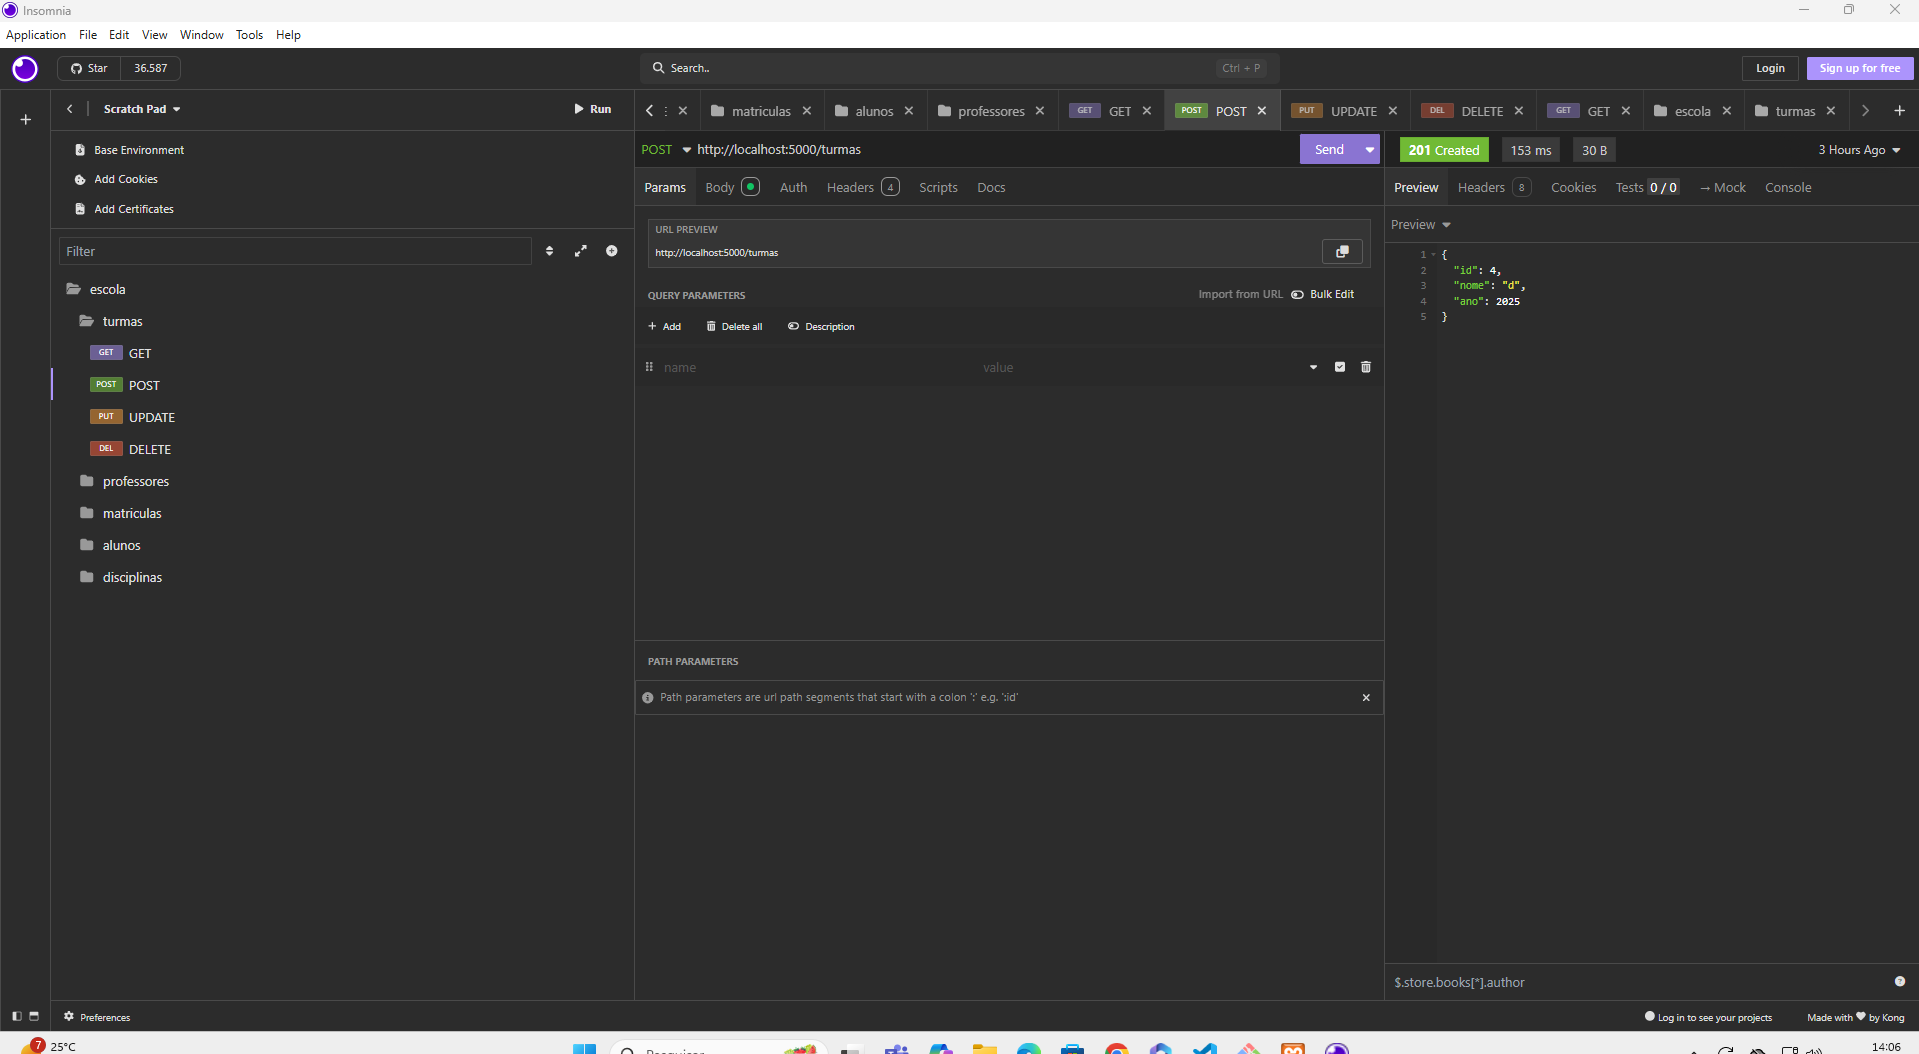 Insomnia
Application File Edit View Window Tools Help
Star 36.587
Search.. Ctrl + P
Login Sign up for free
Scratch Pad
Run
Base Environment
Add Cookies
Add Certificates
Filter
escola
turmas
GET GET
POST POST
PUT UPDATE
DEL DELETE
professores
matriculas
alunos
disciplinas
matriculas alunos professores GET GET POST POST PUT UPDATE DEL DELETE GET GET escola turmas
POST http://localhost:5000/turmas Send
Params Body Auth Headers 4 Scripts Docs
URL PREVIEW
http://localhost:5000/turmas
QUERY PARAMETERS Import from URL Bulk Edit
Add Delete all Description
name value
PATH PARAMETERS
Path parameters are url path segments that start with a colon ':' e.g. ':id'
201 Created 153 ms 30 B 3 Hours Ago
Preview Headers 8 Cookies Tests 0 / 0 → Mock Console
Preview
1 {
2 "id": 4,
3 "nome": "d",
4 "ano": 2025
5 }
$.store.books[*].author
Preferences
Log in to see your projects Made with by Kong
7 25°C
14:06